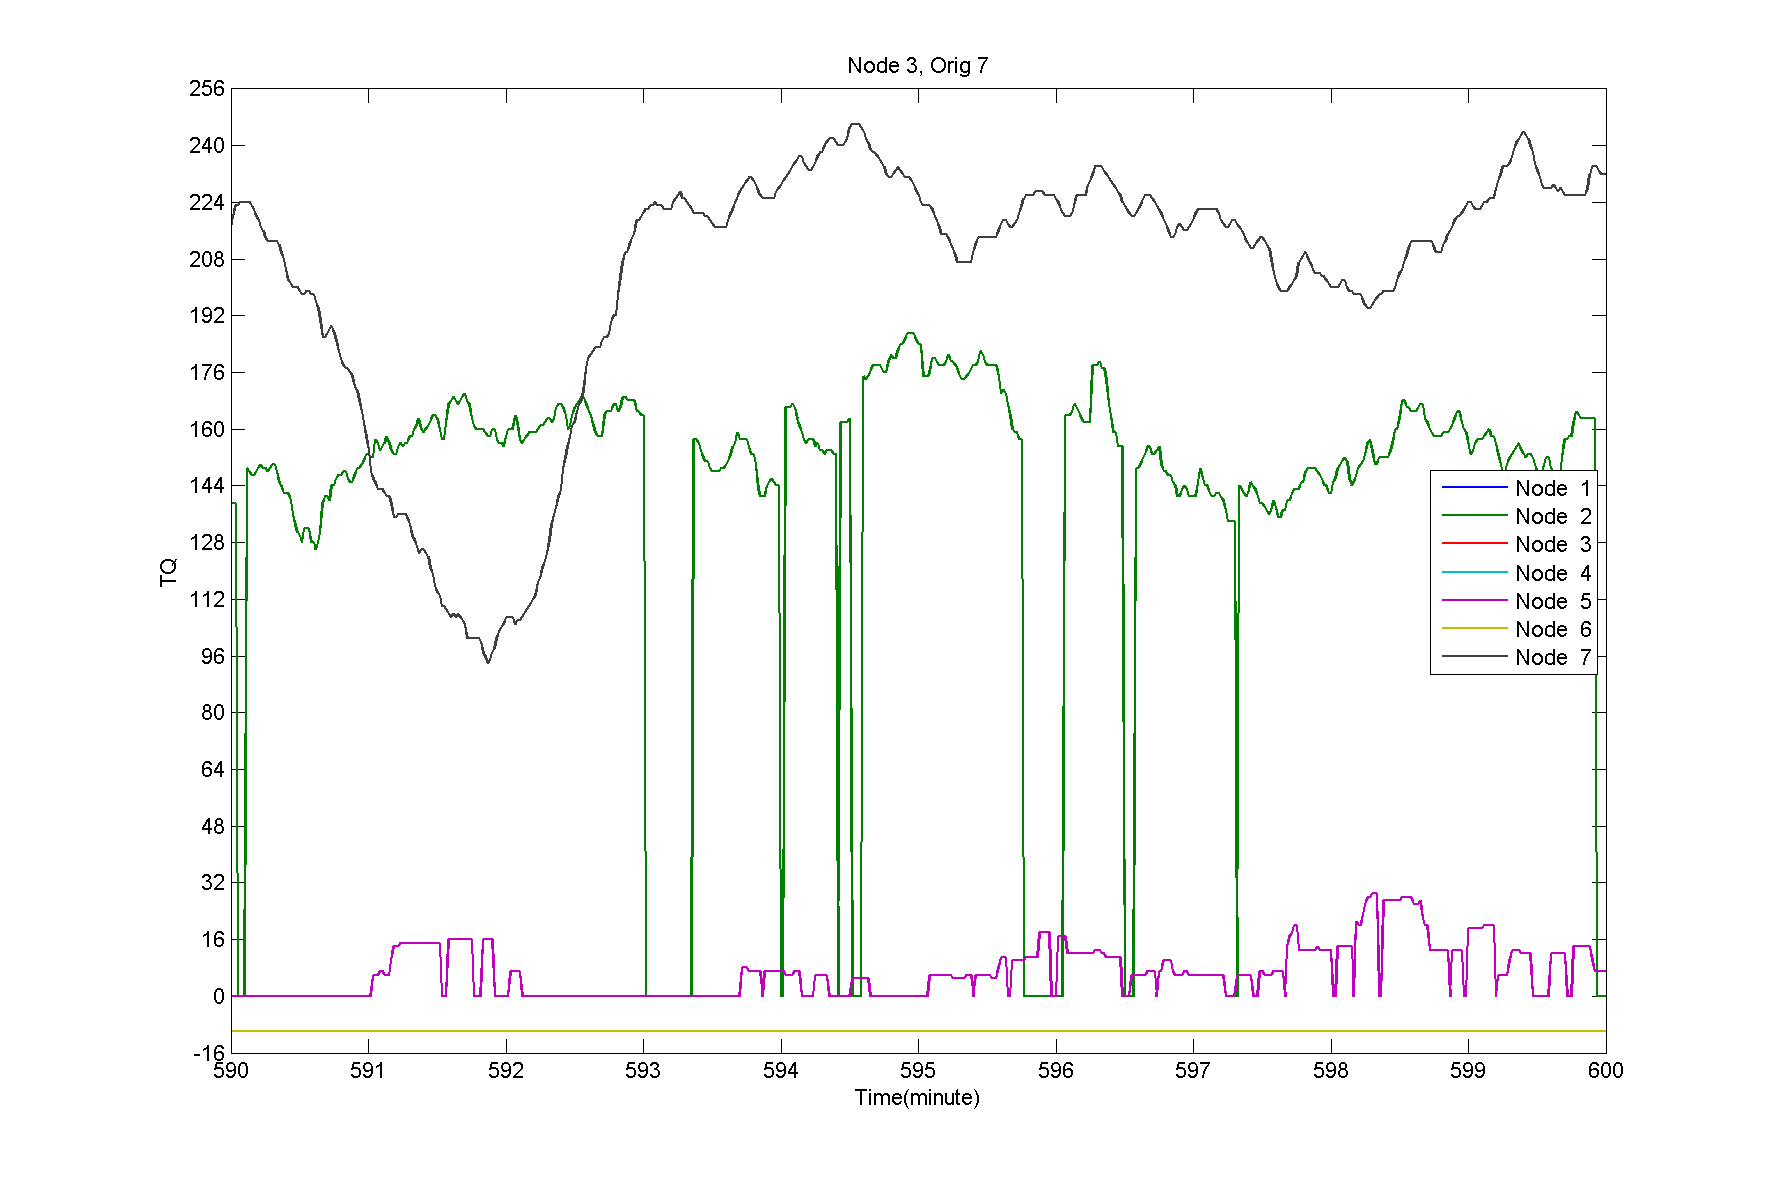 Node 3, Orig 7
256
240
224
208
192
176
160
144
128
112
96
80
64
48
32
16
0
-16
TQ
Node 1
Node 2
Node 3
Node 4
Node 5
Node 6
Node 7
590 591 592 593 594 595 596 597 598 599 600
Time(minute)